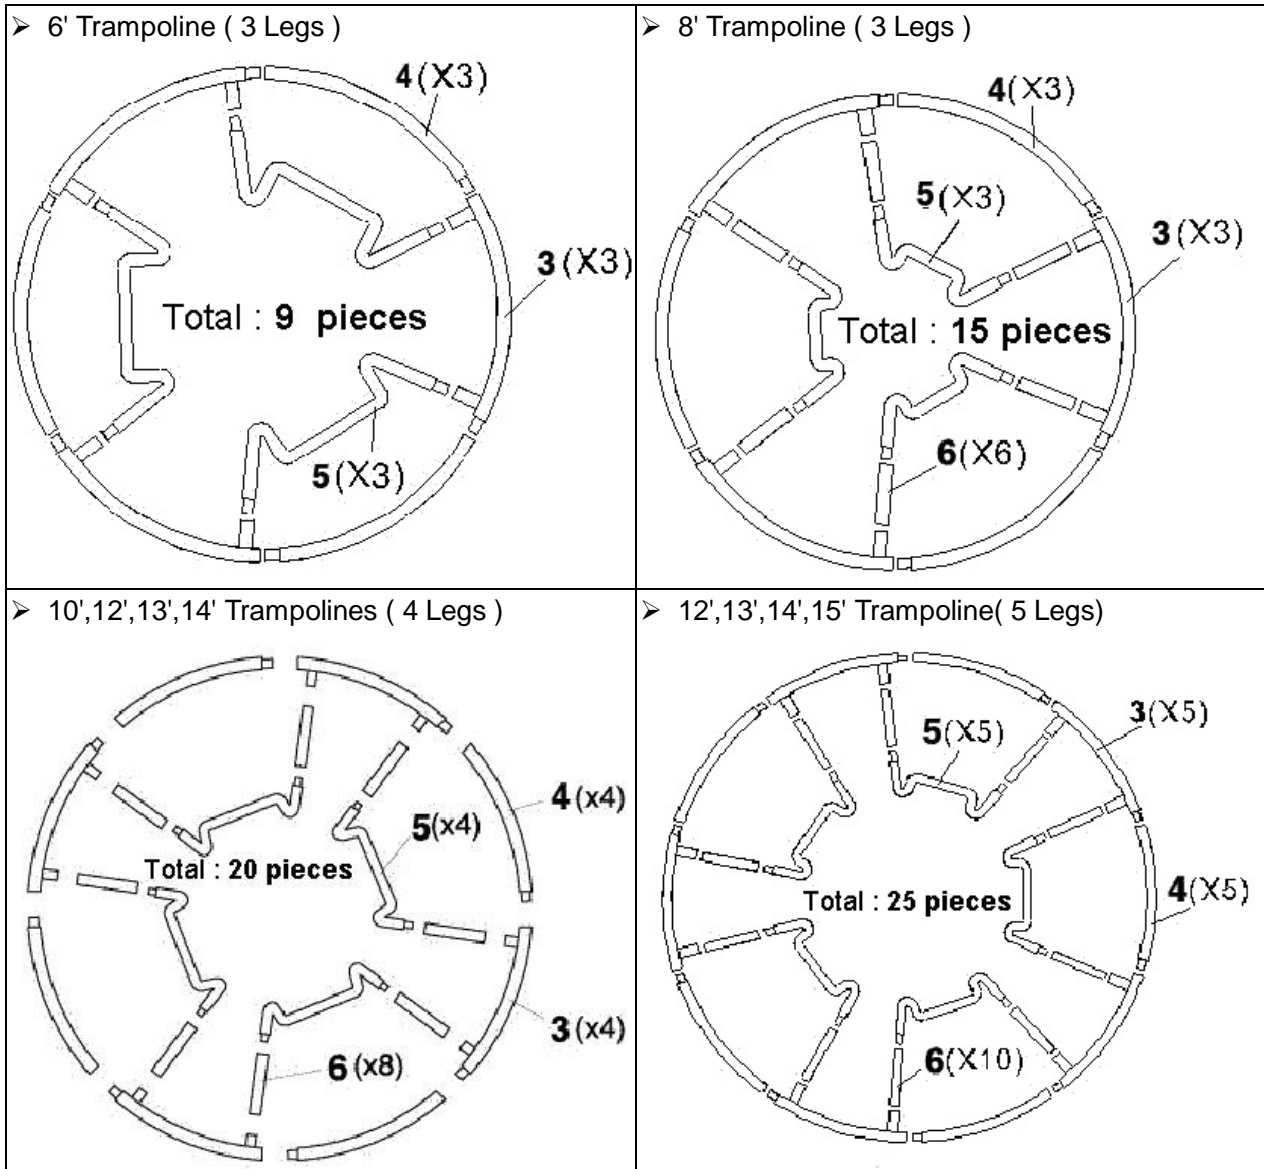 ➢ 6' Trampoline ( 3 Legs )
4(X3)
3(X3)
Total : 9 pieces
5(X3)
➢ 8' Trampoline ( 3 Legs )
4(X3)
5(X3)
3(X3)
Total : 15 pieces
6(X6)
➢ 10',12',13',14' Trampolines ( 4 Legs )
4(x4)
5(x4)
Total : 20 pieces
3(x4)
6(x8)
➢ 12',13',14',15' Trampoline( 5 Legs)
3(X5)
5(X5)
4(X5)
Total : 25 pieces
6(X10)